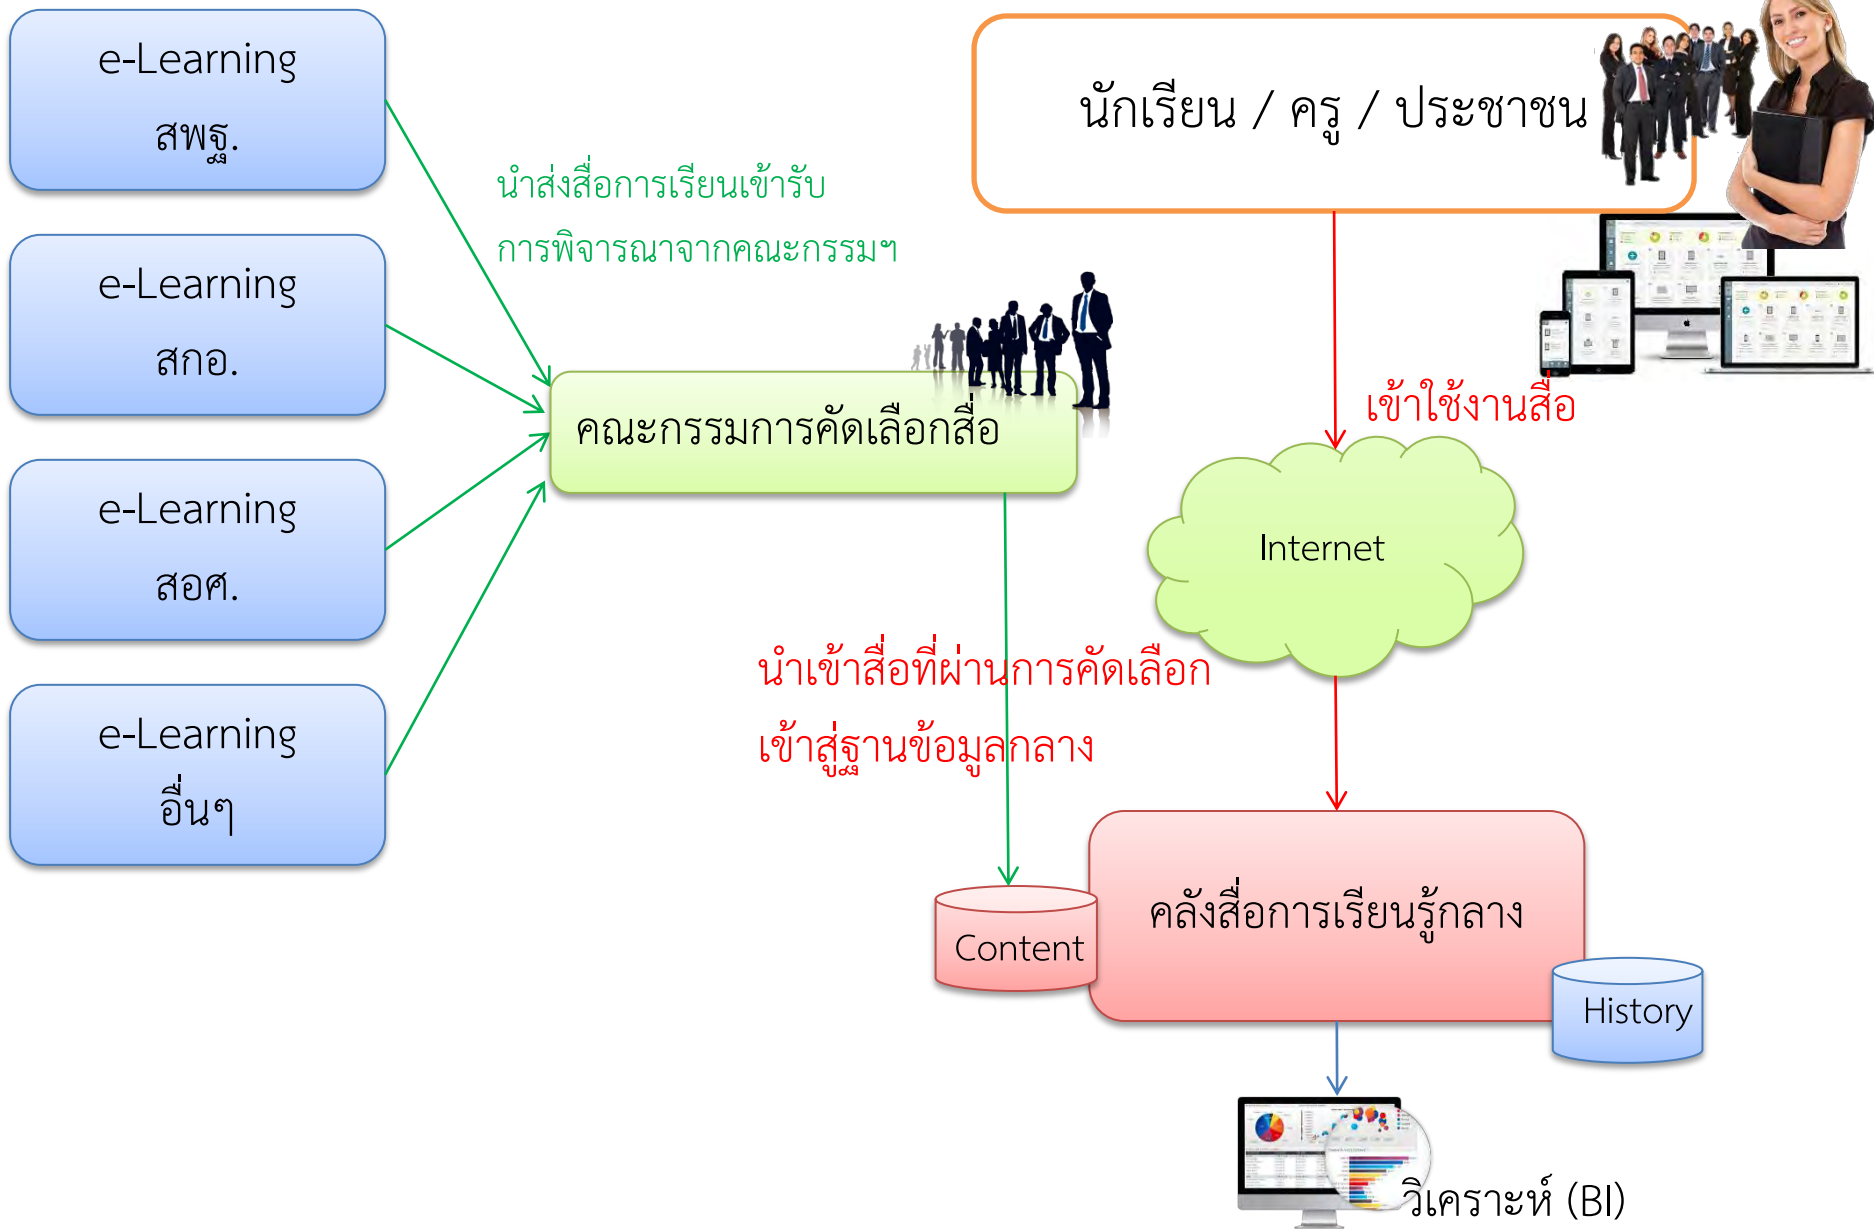 e-Learning
สพฐ.
e-Learning
สกอ.
e-Learning
สอศ.
e-Learning
อื่นๆ
นำส่งสื่อการเรียนเข้ารับ
การพิจารณาจากคณะกรรมฯ
คณะกรรมการคัดเลือกสื่อ
นำเข้าสื่อที่ผ่านการคัดเลือก
เข้าสู่ฐานข้อมูลกลาง
นักเรียน / ครู / ประชาชน
เข้าใช้งานสื่อ
Internet
คลังสื่อการเรียนรู้กลาง
Content
History
วิเคราะห์ (BI)